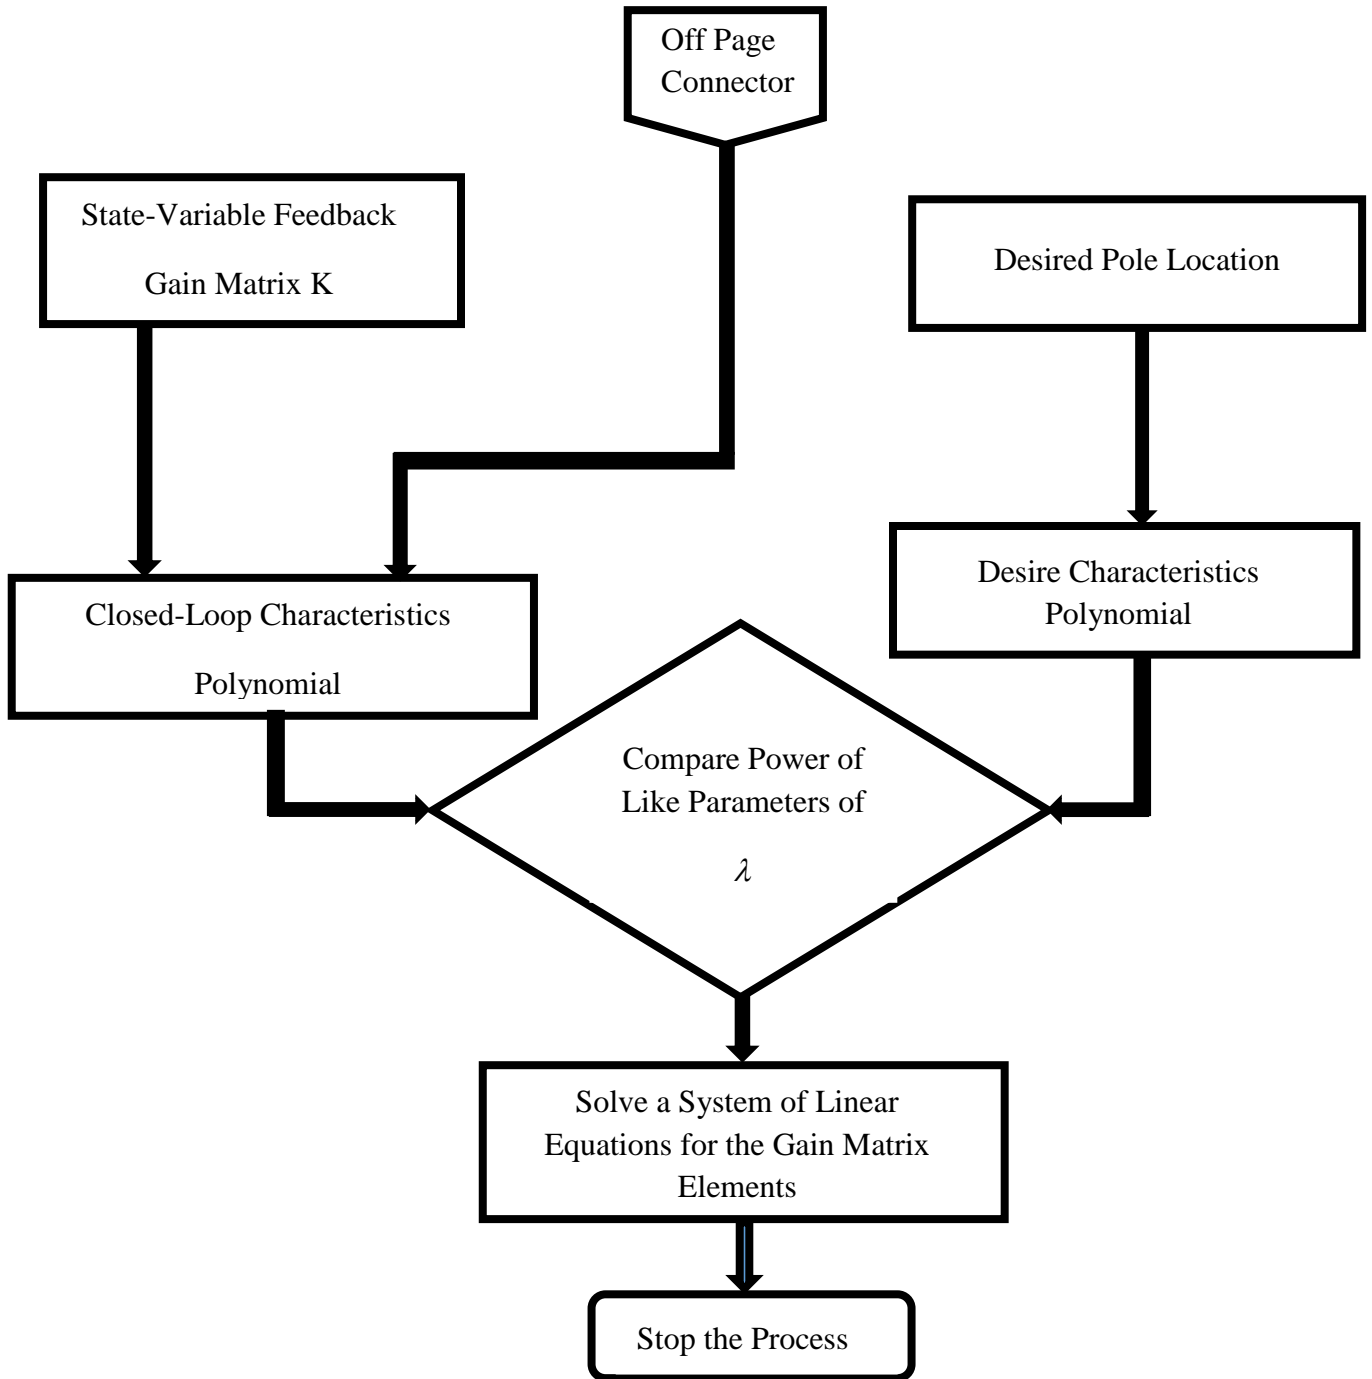 Off Page
Connector
State-Variable Feedback
Gain Matrix K
Desired Pole Location
Closed-Loop Characteristics
Polynomial
Desire Characteristics
Polynomial
Compare Power of
Like Parameters of
λ
Solve a System of Linear
Equations for the Gain Matrix
Elements
Stop the Process